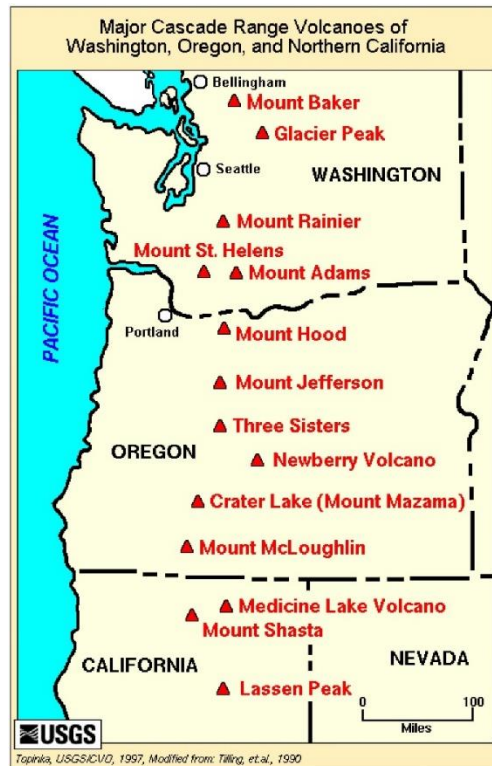 Major Cascade Range Volcanoes of
Washington, Oregon, and Northern California
Bellingham
Mount Baker
Glacier Peak
Seattle
WASHINGTON
Mount Rainier
Mount St. Helens
Mount Adams
PACIFIC OCEAN
Portland
Mount Hood
Mount Jefferson
Three Sisters
OREGON
Newberry Volcano
Crater Lake (Mount Mazama)
Mount McLoughlin
Medicine Lake Volcano
Mount Shasta
CALIFORNIA
NEVADA
Lassen Peak
0 100
Miles
USGS
Topinka, USGS/CVO, 1997, Modified from: Tilling, et.al., 1990